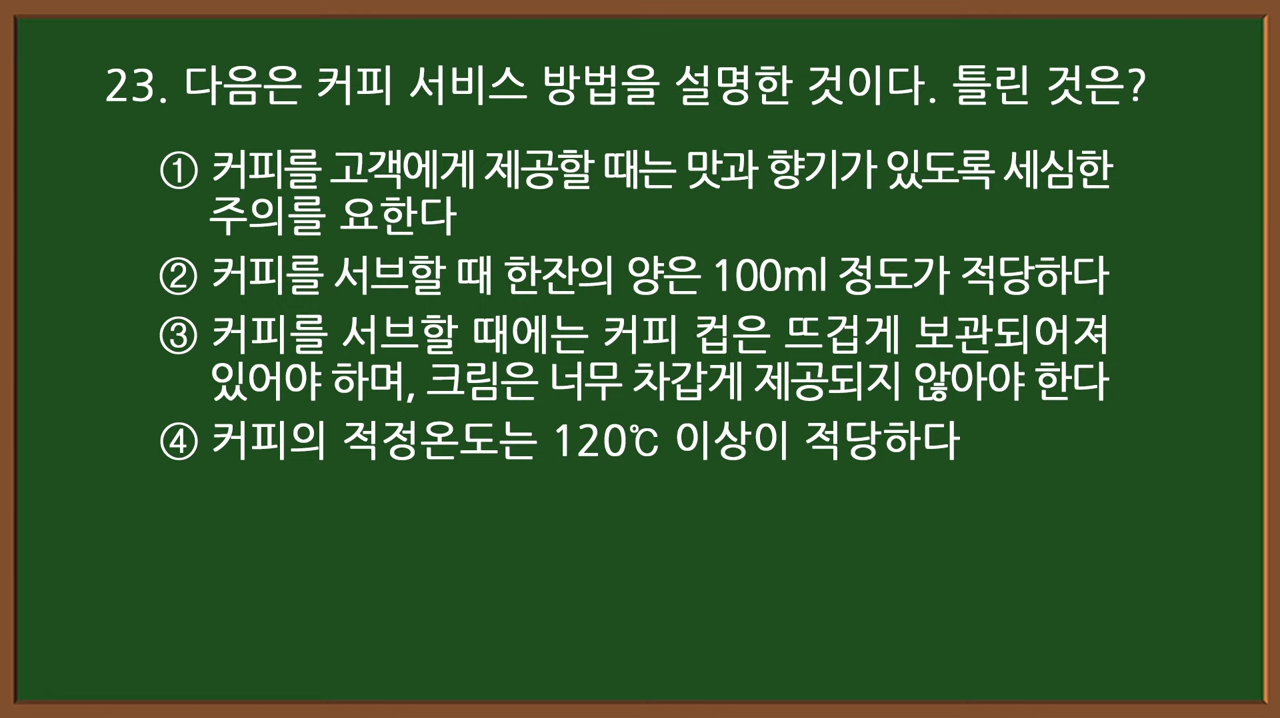 23. 다음은 커피 서비스 방법을 설명한 것이다. 틀린 것은?
① 커피를 고객에게 제공할 때는 맛과 향기가 있도록 세심한
주의를 요한다
② 커피를 서브할 때 한잔의 양은 100ml 정도가 적당하다
③ 커피를 서브할 때에는 커피 컵은 뜨겁게 보관되어져
있어야 하며, 크림은 너무 차갑게 제공되지 않아야 한다
④ 커피의 적정온도는 120℃ 이상이 적당하다